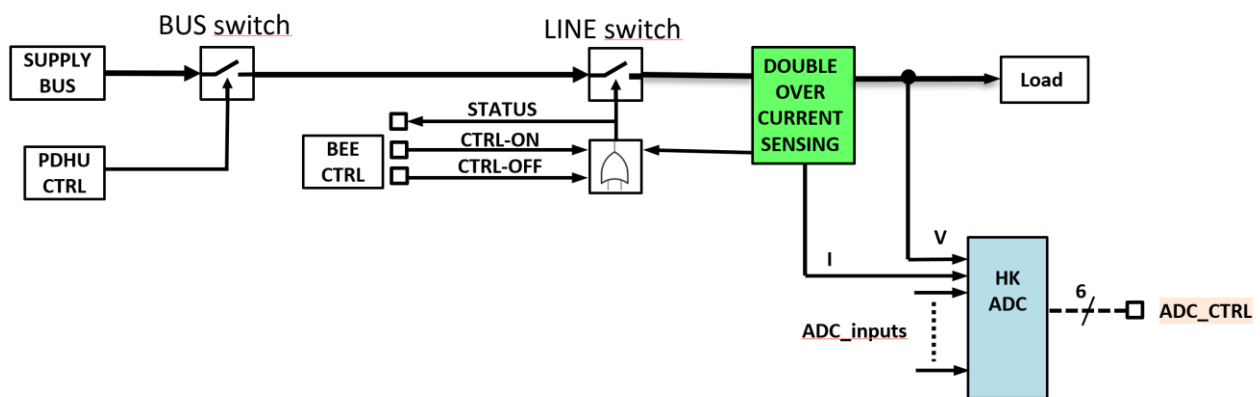 BUS switch
LINE switch
SUPPLY
BUS
DOUBLE
OVER
CURRENT
SENSING
Load
STATUS
CTRL-ON
CTRL-OFF
BEE
CTRL
PDHU
CTRL
V
I
HK
ADC
6
ADC_CTRL
ADC_inputs